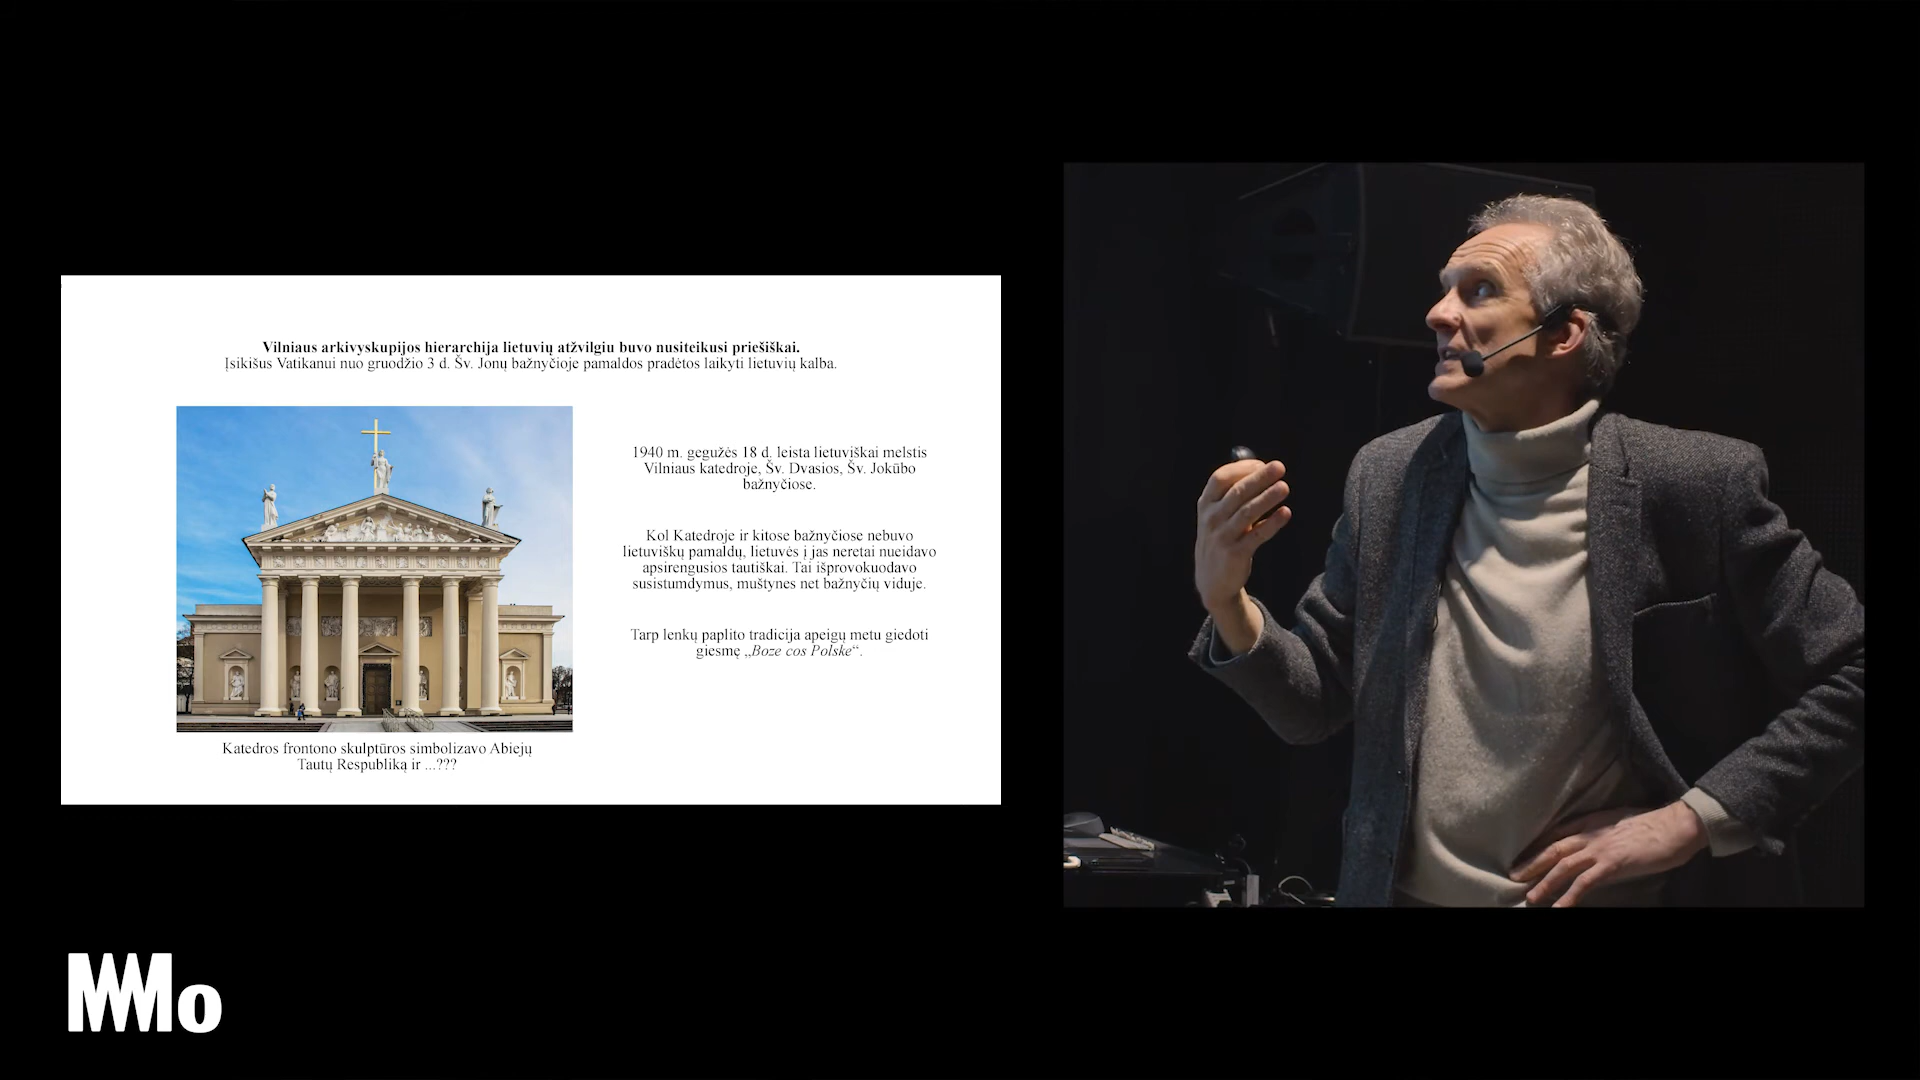 Vilniaus arkivyskupijos hierarchija lietuvių atžvilgiu buvo nusiteikusi priešiškai.
Įsikišus Vatikanui nuo gruodžio 3 d. Šv. Jonų bažnyčioje pamaldos pradėtos laikyti lietuvių kalba.
1940 m. gegužės 18 d. leista lietuviškai melstis
Vilniaus katedroje, Šv. Dvasios, Šv. Jokūbo
bažnyčiose.
Kol Katedroje ir kitose bažnyčiose nebuvo
lietuviškų pamaldų, lietuvės į jas neretai nueidavo
apsirengusios tautiškai. Tai išprovokuodavo
susistumdymus, muštynes net bažnyčių viduje.
Tarp lenkų paplito tradicija apeigų metu giedoti
giesmę „Boze cos Polske“.
Katedros frontono skulptūros simbolizavo Abiejų
Tautų Respubliką ir ...???
MMo